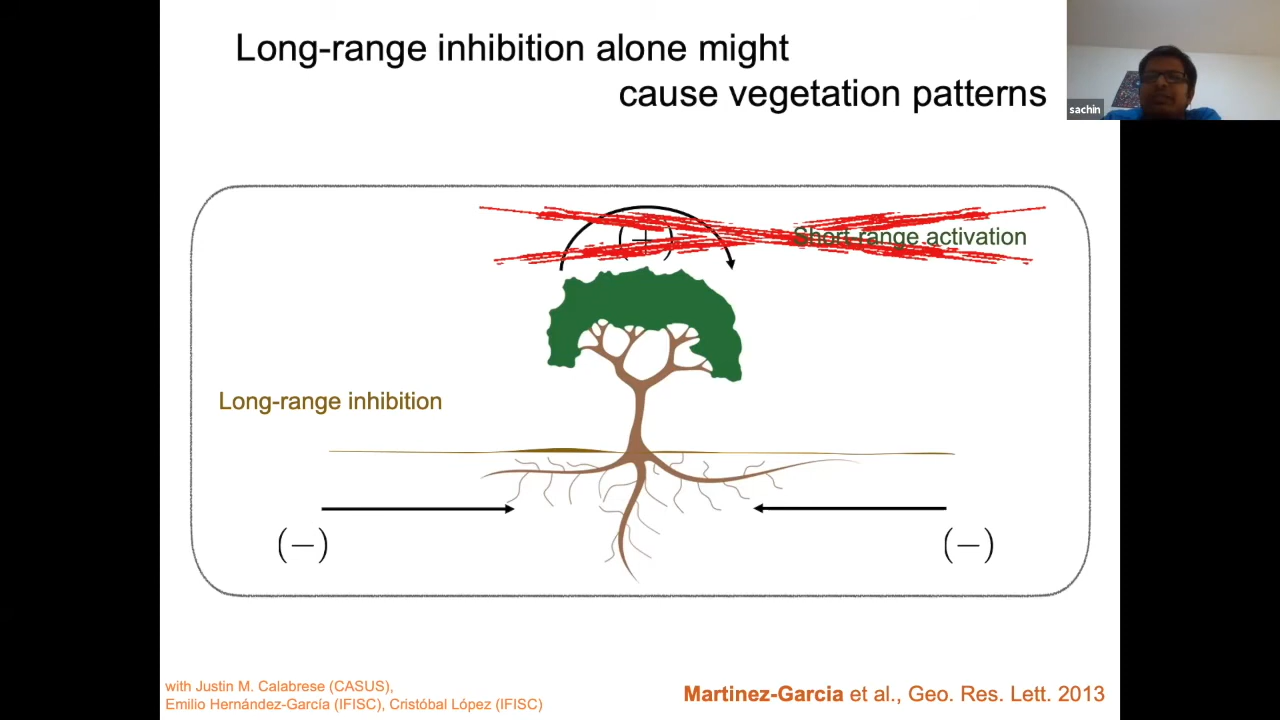 Long-range inhibition alone might
cause vegetation patterns
sachin
(+)
Short-range activation
Long-range inhibition
(−)
(−)
with Justin M. Calabrese (CASUS),
Emilio Hernández-García (IFISC), Cristóbal López (IFISC)
Martinez-Garcia et al., Geo. Res. Lett. 2013